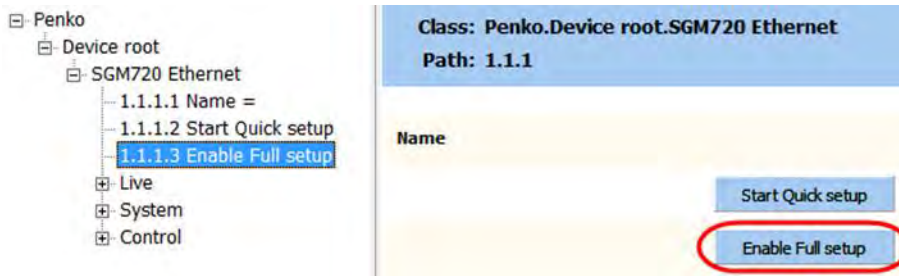 Penko
Device root
SGM720 Ethernet
1.1.1.1 Name =
1.1.1.2 Start Quick setup
1.1.1.3 Enable Full setup
Live
System
Control
Class: Penko.Device root.SGM720 Ethernet
Path: 1.1.1
Name
Start Quick setup
Enable Full setup